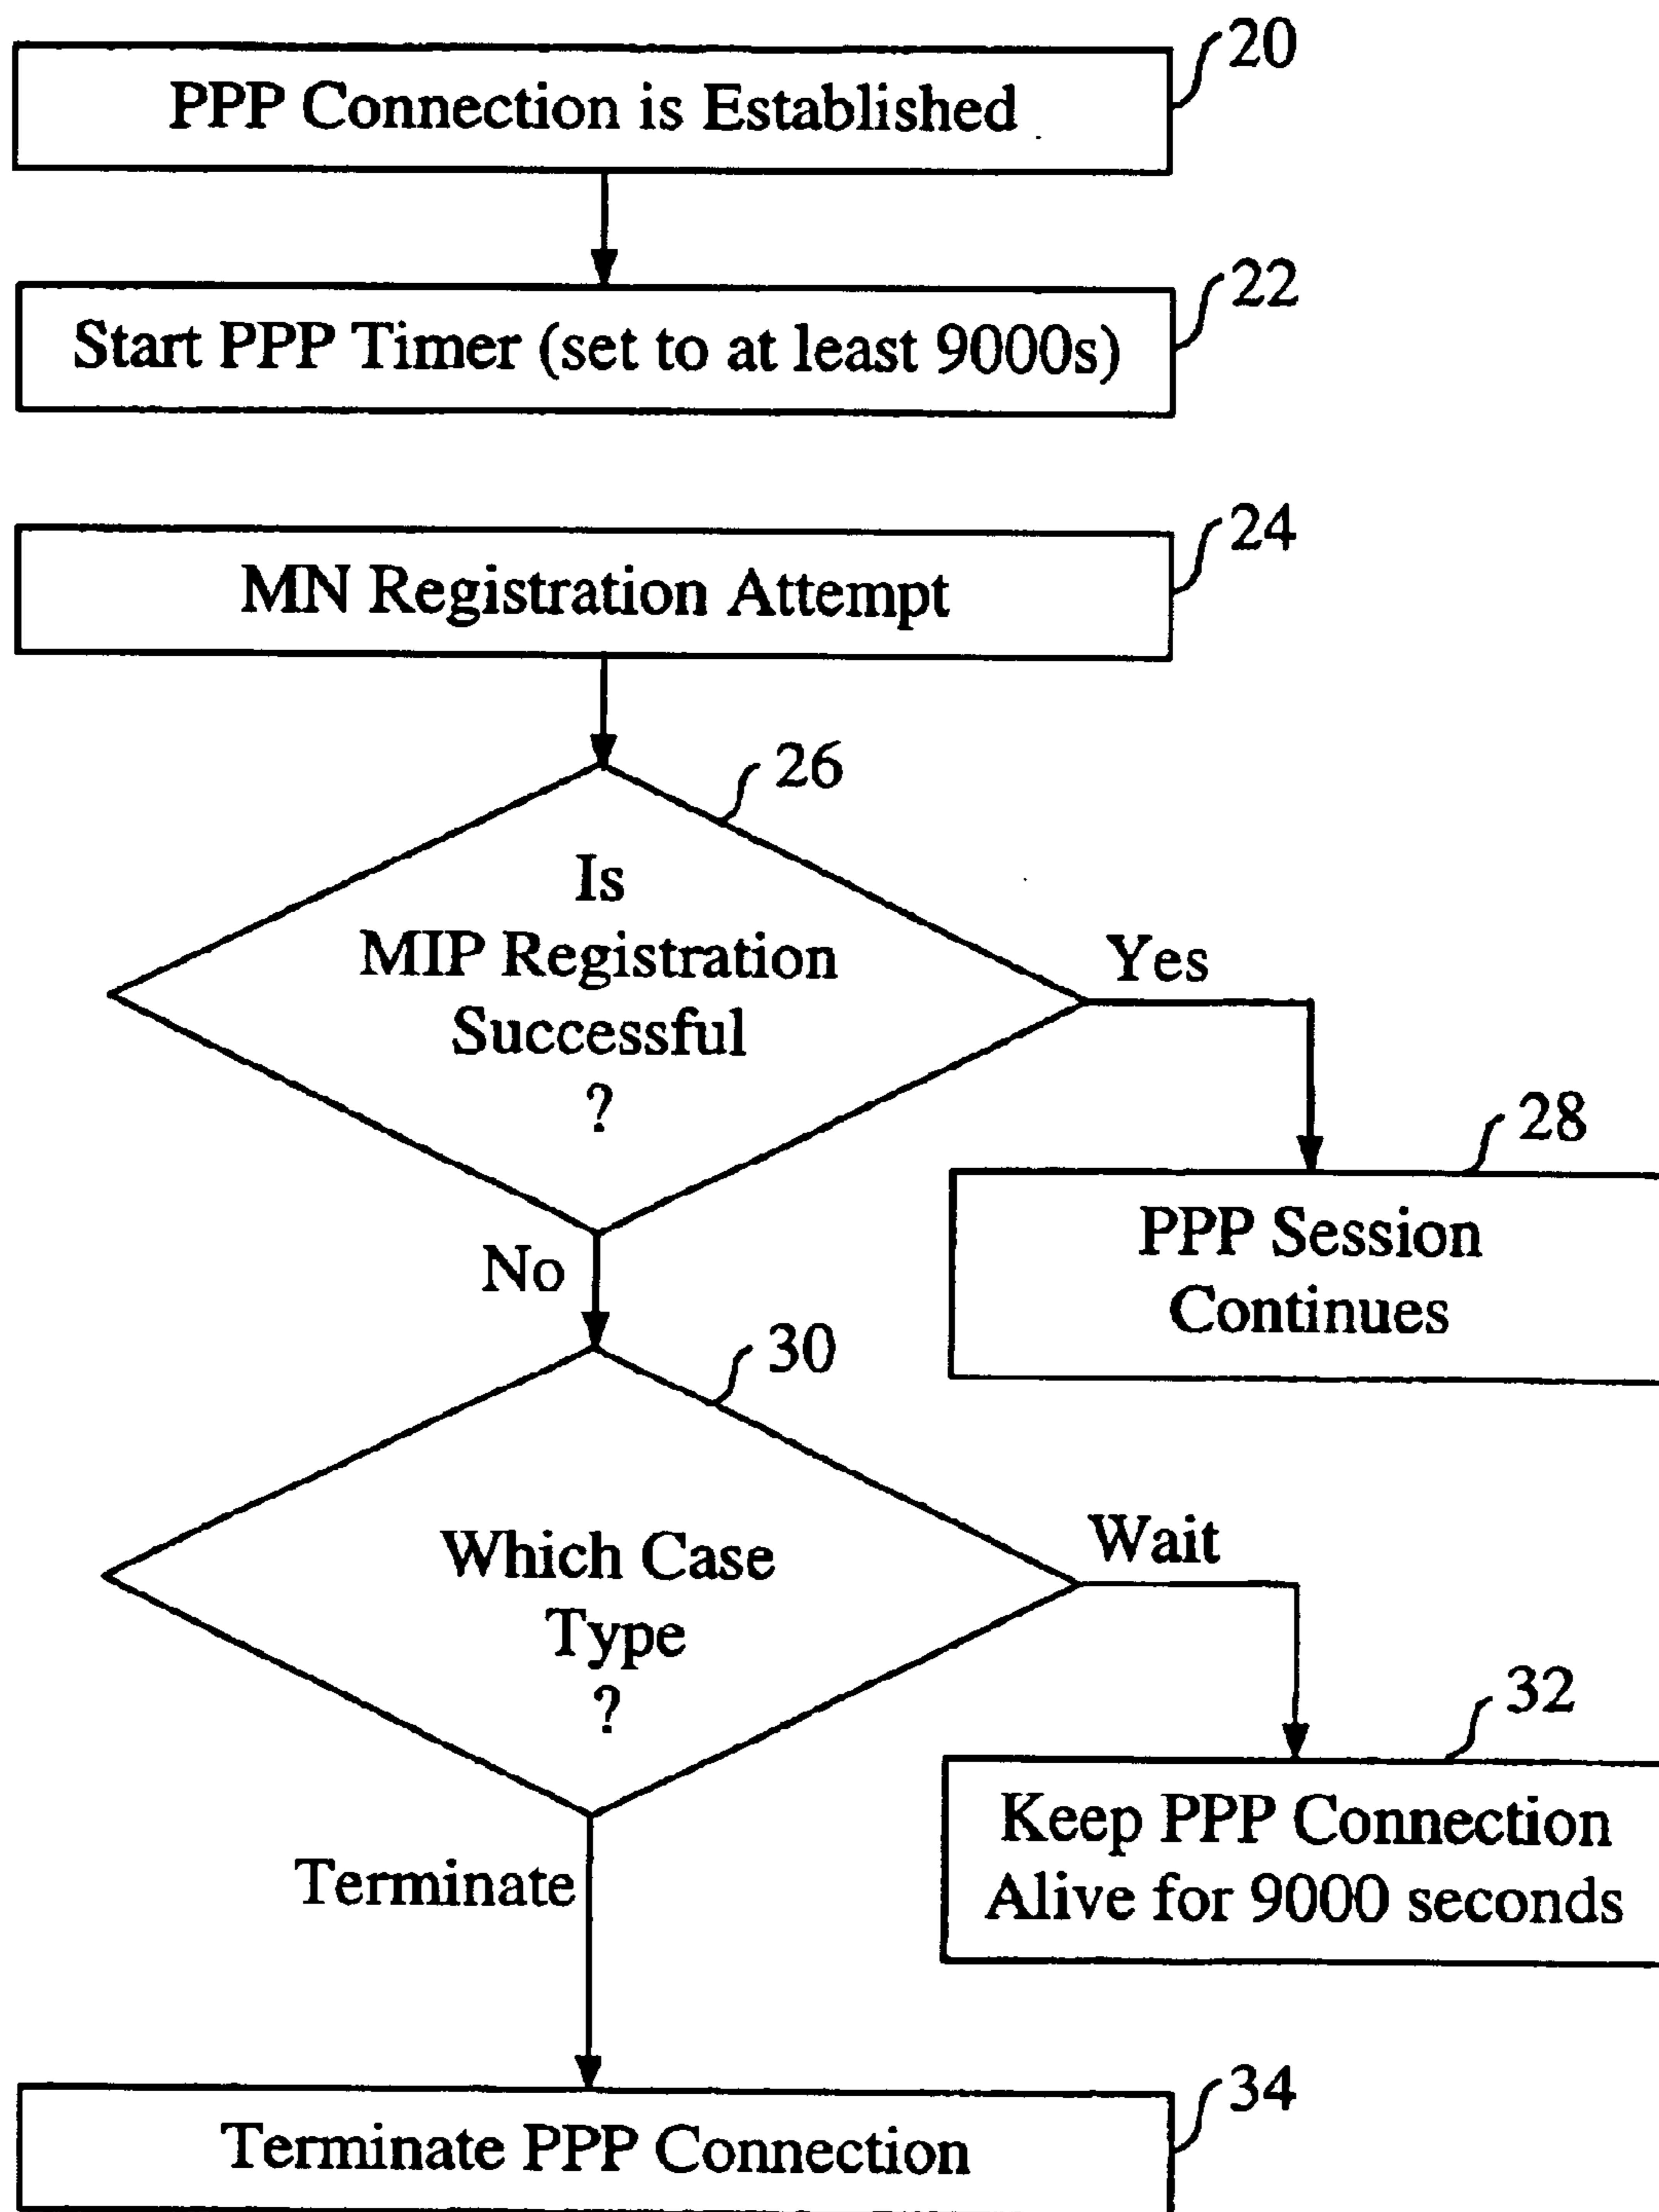 20
PPP Connection is Established
22
Start PPP Timer (set to at least 9000s)
24
MN Registration Attempt
26
Is
MIP Registration
Successful
?
Yes
28
PPP Session
Continues
No
30
Which Case
Type
?
Wait
32
Keep PPP Connection
Alive for 9000 seconds
Terminate
34
Terminate PPP Connection